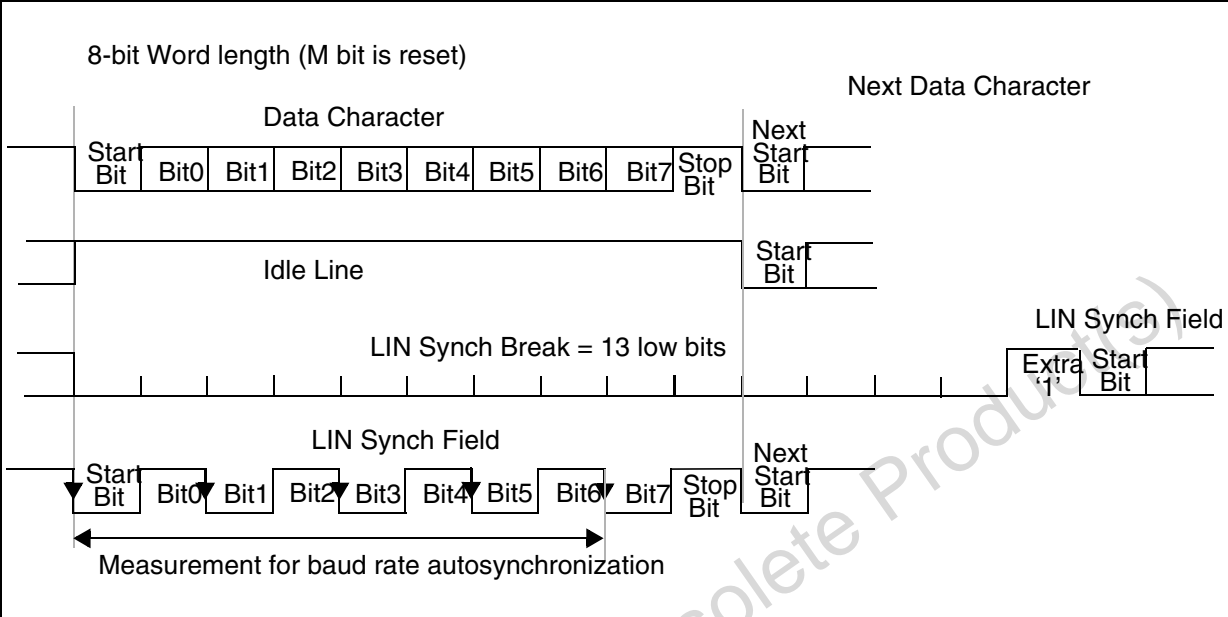 8-bit Word length (M bit is reset)
Next Data Character
Data Character
Start Bit
Bit0
Bit1
Bit2
Bit3
Bit4
Bit5
Bit6
Bit7
Stop Bit
Next Start Bit
Idle Line
Start Bit
LIN Synch Field
LIN Synch Break = 13 low bits
Extra '1'
Start Bit
LIN Synch Field
Start Bit
Bit0
Bit1
Bit2
Bit3
Bit4
Bit5
Bit6
Bit7
Stop Bit
Next Start Bit
Measurement for baud rate autosynchronization
solete Product(s)